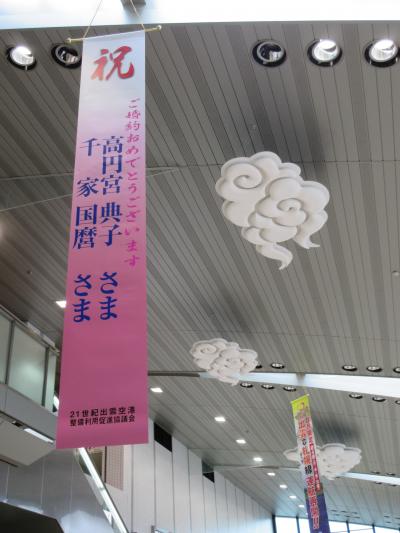 祝
ご婚約おめでとうございます
高円宮 典子 さま
千家 国麿 さま
21世紀出雲空港
整備利用促進協議会